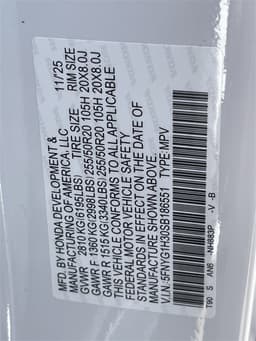 MFD. BY HONDA DEVELOPMENT &
MANUFACTURING OF AMERICA, LLC 11/25
GVWR 2810 KG(6195LBS) TIRE SIZE RIM SIZE
GAWR F 1360 KG(2998LBS) 255/50R20 105H 20X8.0J
GAWR R 1515 KG(3340LBS) 255/50R20 105H 20X8.0J
THIS VEHICLE CONFORMS TO ALL APPLICABLE
FEDERAL MOTOR VEHICLE SAFETY
STANDARDS IN EFFECT ON THE DATE OF
MANUFACTURE.
VIN: 5FNYG1H30SB186551 TYPE:MPV
T90 S AN8 -NH883P -V -B